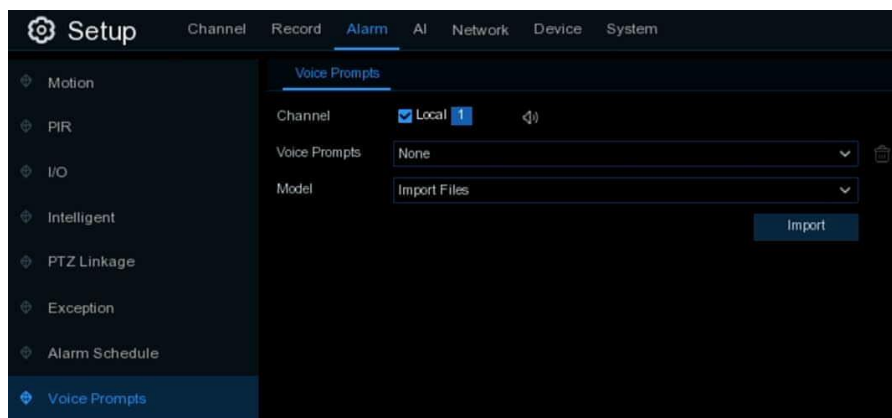 Setup
Channel Record Alarm AI Network Device System
Motion
PIR
I/O
Intelligent
PTZ Linkage
Exception
Alarm Schedule
Voice Prompts
Voice Prompts
Channel Local 1
Voice Prompts None
Model Import Files
Import